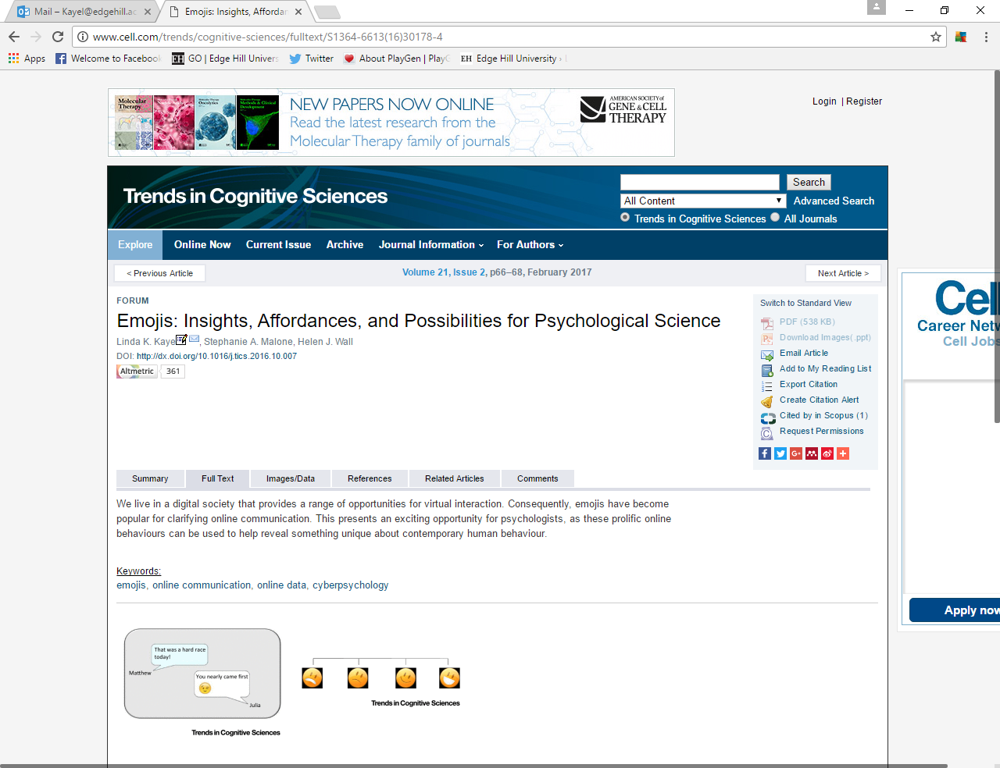 Mail – Kayel@edgehill.ac
Emojis: Insights, Affordan
www.cell.com/trends/cognitive-sciences/fulltext/S1364-6613(16)30178-4
Apps
Welcome to Facebook
GO | Edge Hill Univers
Twitter
About PlayGen | PlayG
EH Edge Hill University ›
Molecular Therapy
NEW PAPERS NOW ONLINE
Read the latest research from the
Molecular Therapy family of journals
AMERICAN SOCIETY of
GENE & CELL
THERAPY
Login | Register
Trends in Cognitive Sciences
Search
All Content
Advanced Search
Trends in Cognitive Sciences
All Journals
Explore
Online Now
Current Issue
Archive
Journal Information
For Authors
< Previous Article
Volume 21, Issue 2, p66–68, February 2017
Next Article >
FORUM
Emojis: Insights, Affordances, and Possibilities for Psychological Science
Linda K. Kaye, Stephanie A. Malone, Helen J. Wall
DOI: http://dx.doi.org/10.1016/j.tics.2016.10.007
Altmetric 361
Switch to Standard View
PDF (538 KB)
Download Images(.ppt)
Email Article
Add to My Reading List
Export Citation
Create Citation Alert
Cited by in Scopus (1)
Request Permissions
Cell
Career Netw
Cell Jobs
Apply now
Summary
Full Text
Images/Data
References
Related Articles
Comments
We live in a digital society that provides a range of opportunities for virtual interaction. Consequently, emojis have become
popular for clarifying online communication. This presents an exciting opportunity for psychologists, as these prolific online
behaviours can be used to help reveal something unique about contemporary human behaviour.
Keywords:
emojis, online communication, online data, cyberpsychology
That was a hard race
today!
Matthew
You nearly came first
Julia
Trends in Cognitive Sciences
Trends in Cognitive Sciences